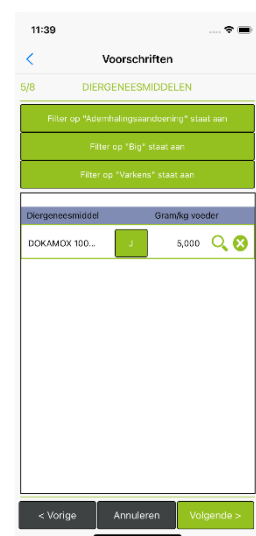 11:39
Voorschriften
5/8 DIERGENEESMIDDELEN
Filter op "Ademhalingsaandoening" staat aan
Filter op "Big" staat aan
Filter op "Varkens" staat aan
Diergeneesmiddel Gram/kg voeder
DOKAMOX 100... J 5,000
< Vorige Annuleren Volgende >